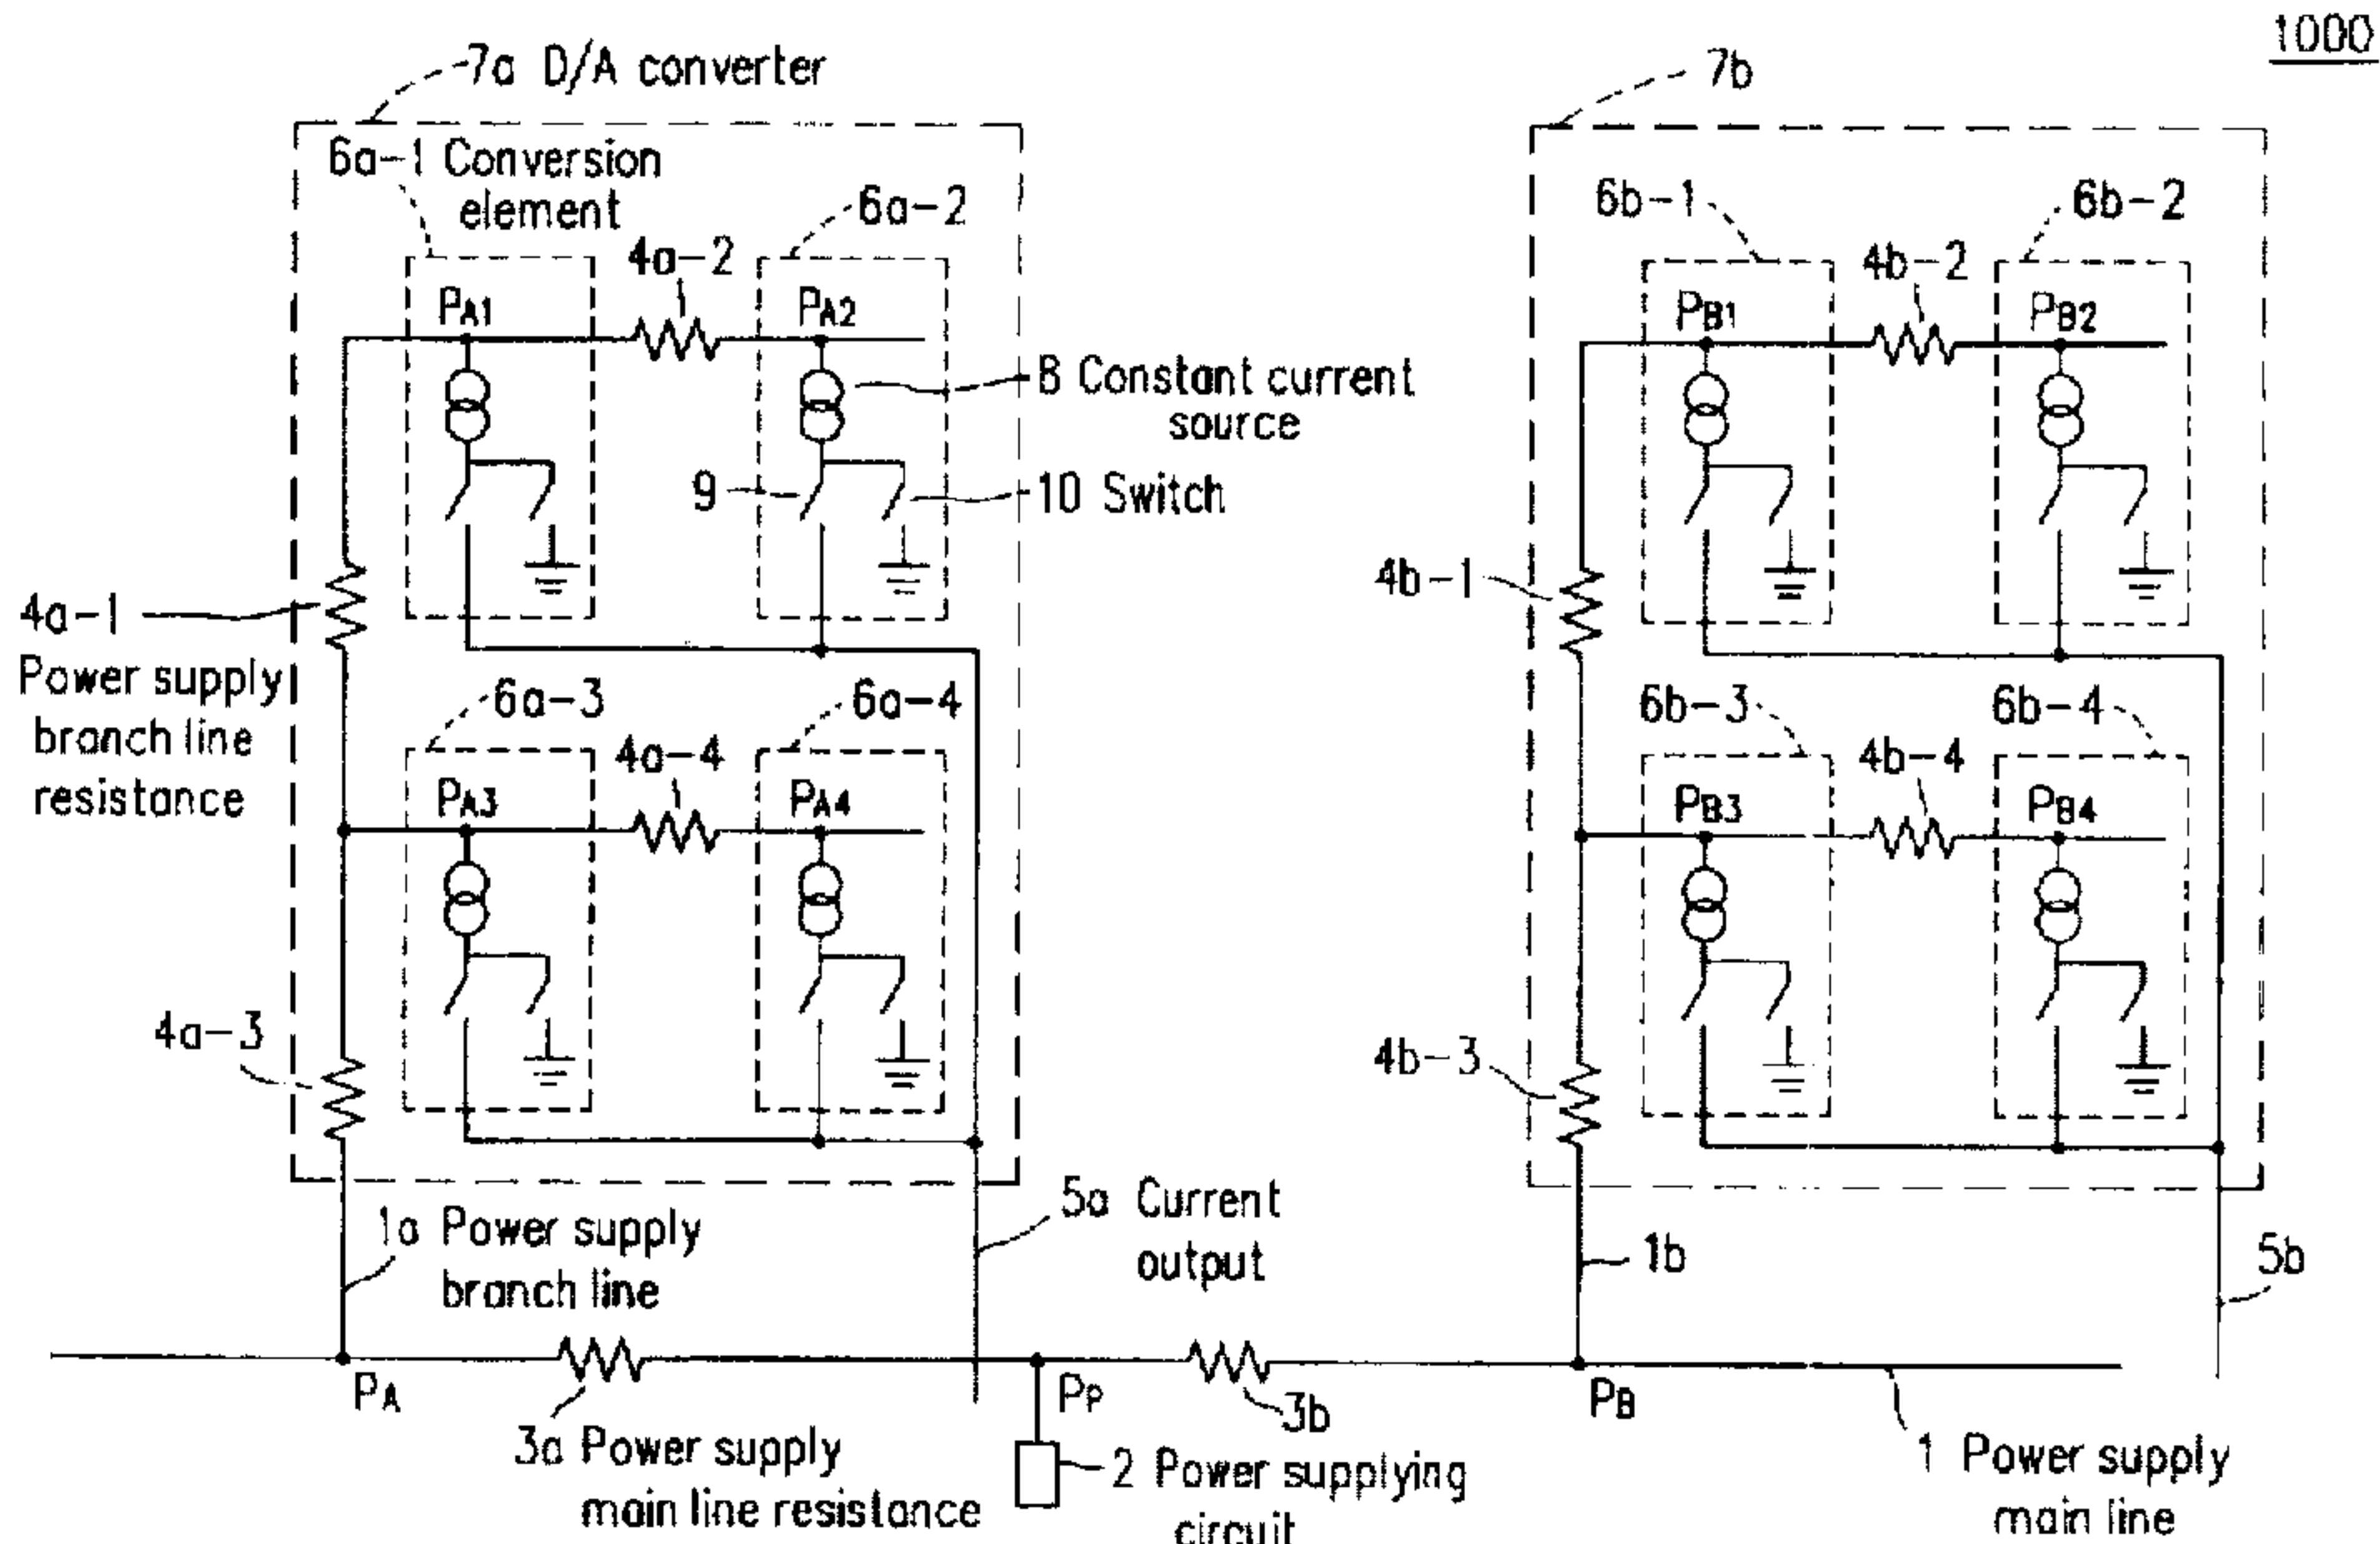 1000
7a D/A converter
7b
6a-1 Conversion
element
6a-2
4a-2
PA1
PA2
8 Constant current
source
9
10 Switch
4a-1
Power supply
branch line
resistance
6a-3
6a-4
4a-4
PA3
PA4
4a-3
6b-1
6b-2
4b-2
PB1
PB2
4b-1
6b-3
6b-4
4b-4
PB3
PB4
4b-3
1a Power supply
branch line
5a Current
output
1b
5b
PA
3a Power supply
main line resistance
PP
3b
2 Power supplying
circuit
PB
1 Power supply
main line